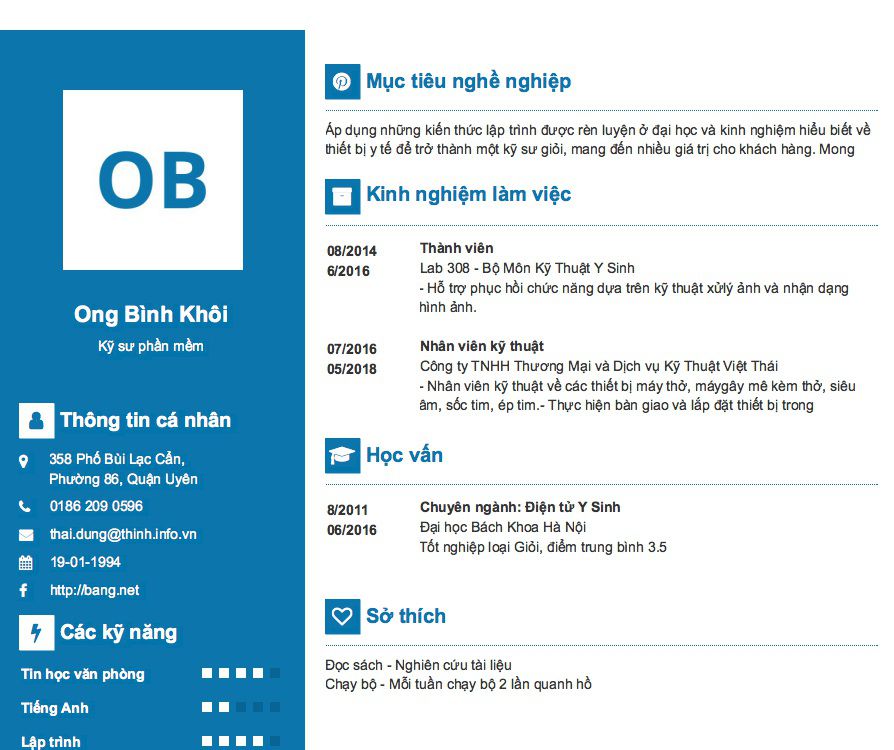 OB
Ong Bình Khôi
Kỹ sư phần mềm
Thông tin cá nhân
358 Phố Bùi Lạc Cẩn,
Phường 86, Quận Uyên
0186 209 0596
thai.dung@thinh.info.vn
19-01-1994
http://bang.net
Các kỹ năng
Tin học văn phòng
Tiếng Anh
Lập trình
Mục tiêu nghề nghiệp
Áp dụng những kiến thức lập trình được rèn luyện ở đại học và kinh nghiệm hiểu biết về
thiết bị y tế để trở thành một kỹ sư giỏi, mang đến nhiều giá trị cho khách hàng. Mong
Kinh nghiệm làm việc
08/2014
6/2016
Thành viên
Lab 308 - Bộ Môn Kỹ Thuật Y Sinh
- Hỗ trợ phục hồi chức năng dựa trên kỹ thuật xửlý ảnh và nhận dạng
hình ảnh.
07/2016
05/2018
Nhân viên kỹ thuật
Công ty TNHH Thương Mại và Dịch vụ Kỹ Thuật Việt Thái
- Nhân viên kỹ thuật về các thiết bị máy thở, máygây mê kèm thở, siêu
âm, sốc tim, ép tim.- Thực hiện bàn giao và lắp đặt thiết bị trong
Học vấn
8/2011
06/2016
Chuyên ngành: Điện tử Y Sinh
Đại học Bách Khoa Hà Nội
Tốt nghiệp loại Giỏi, điểm trung bình 3.5
Sở thích
Đọc sách - Nghiên cứu tài liệu
Chạy bộ - Mỗi tuần chạy bộ 2 lần quanh hồ